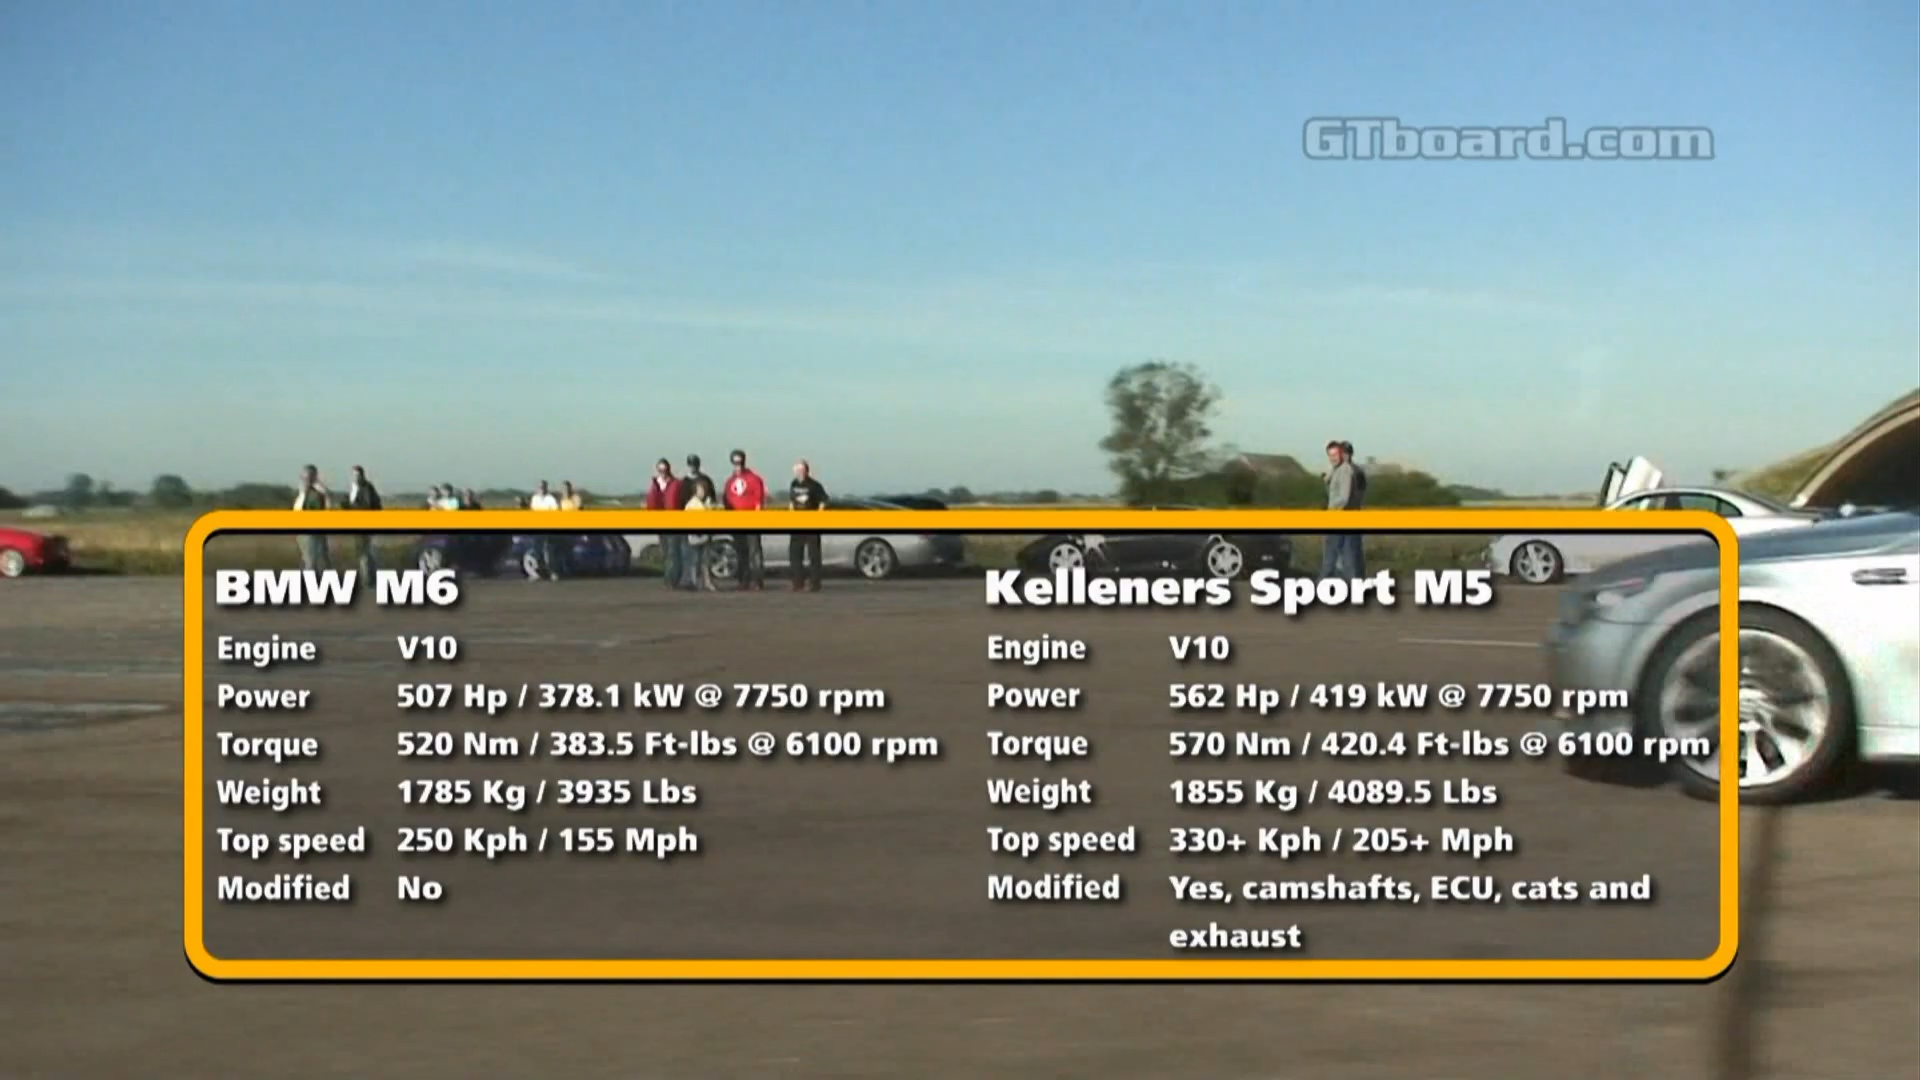 GTboard.com
BMW M6
Engine V10
Power 507 Hp / 378.1 kW @ 7750 rpm
Torque 520 Nm / 383.5 Ft-lbs @ 6100 rpm
Weight 1785 Kg / 3935 Lbs
Top speed 250 Kph / 155 Mph
Modified No
Kelleners Sport M5
Engine V10
Power 562 Hp / 419 kW @ 7750 rpm
Torque 570 Nm / 420.4 Ft-lbs @ 6100 rpm
Weight 1855 Kg / 4089.5 Lbs
Top speed 330+ Kph / 205+ Mph
Modified Yes, camshafts, ECU, cats and
exhaust